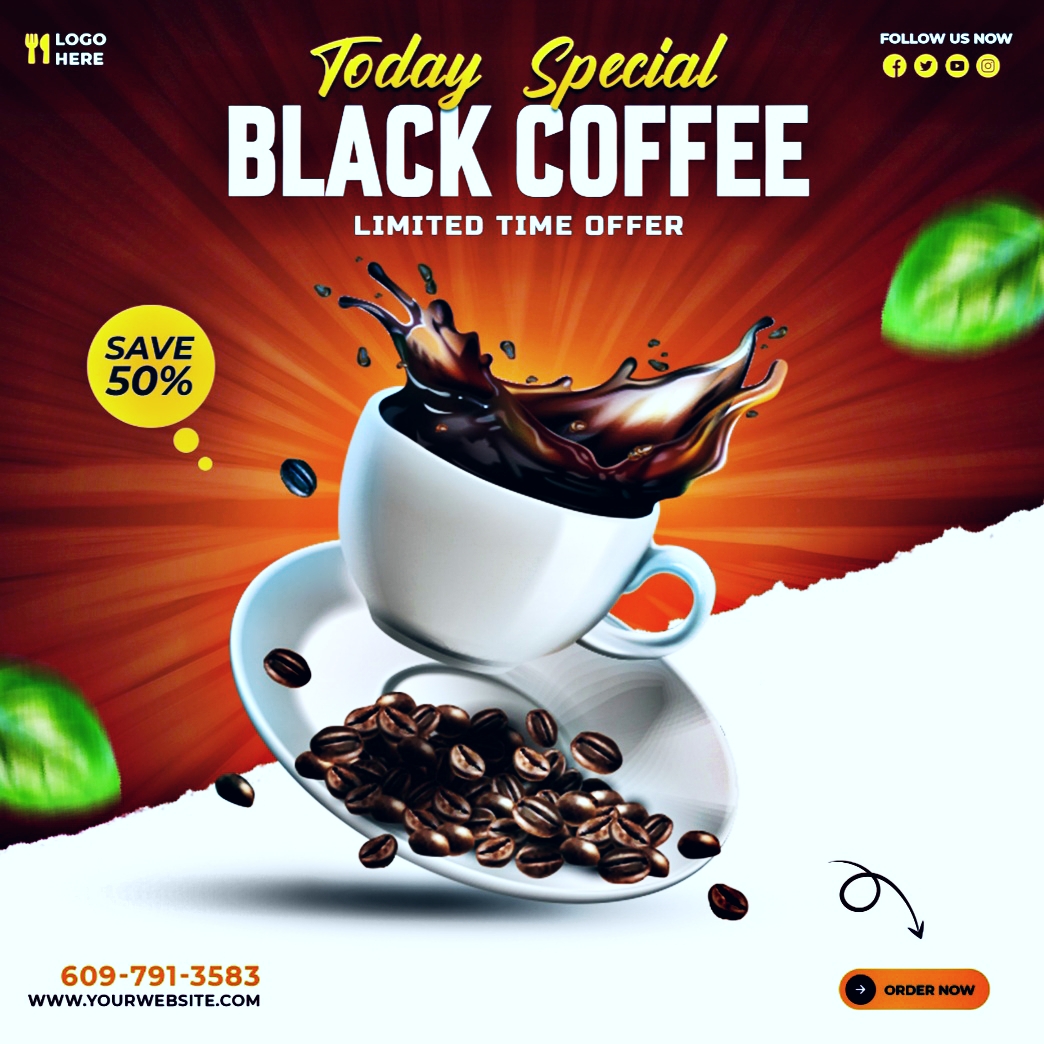 LOGO
HERE
FOLLOW US NOW
Today Special
BLACK COFFEE
LIMITED TIME OFFER
SAVE
50%
609-791-3583
WWW.YOURWEBSITE.COM
ORDER NOW